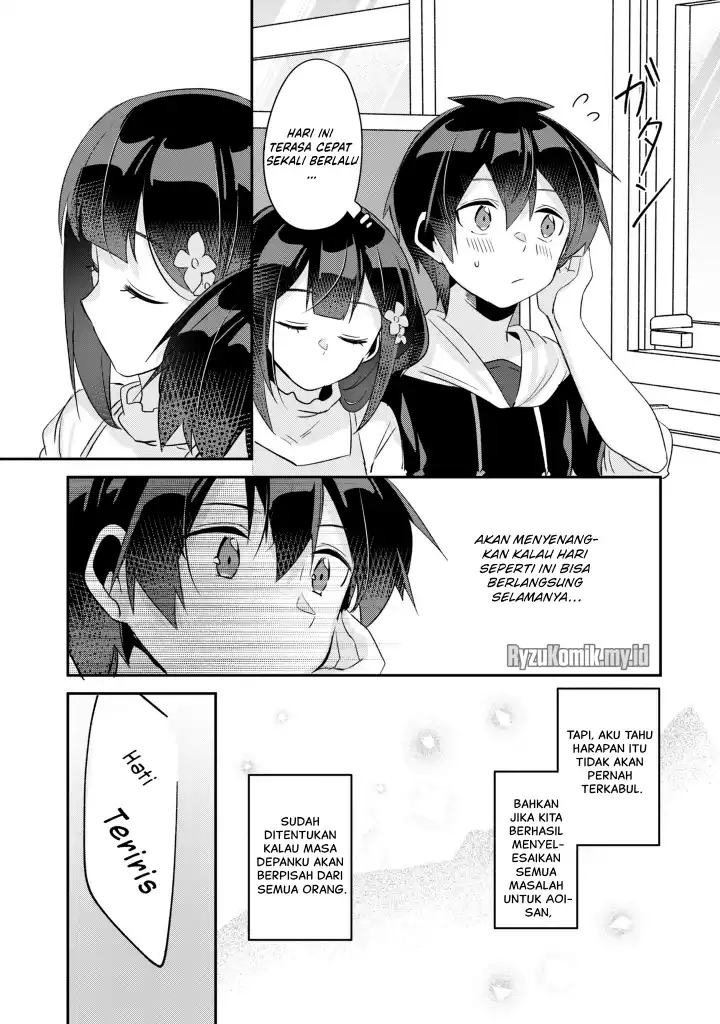 ガタン
HARI INI
TERASA CEPAT
SEKALI BERLALU
...
AKAN MENYENANG-
KAN KALAU HARI
SEPERTI INI BISA
BERLANGSUNG
SELAMANYA...
RyzuKomik.my.id
TAPI, AKU TAHU
HARAPAN ITU
TIDAK AKAN
PERNAH
TERKABUL.
BAHKAN
JIKA KITA
BERHASIL
MENYEL-
ESAIKAN
SEMUA
MASALAH
UNTUK AOI-
SAN,
SUDAH
DITENTUKAN
KALAU MASA
DEPANKU AKAN
BERPISAH DARI
SEMUA ORANG.
Hati
Teriris